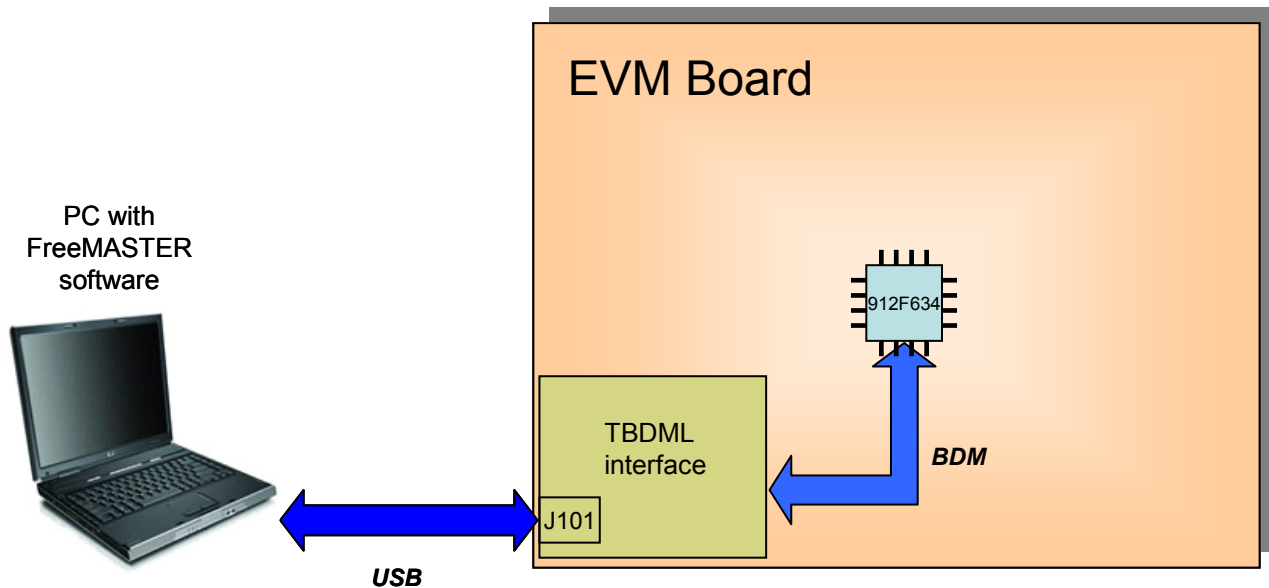 EVM Board
PC with
FreeMASTER
software
912F634
TBDML
interface
BDM
J101
USB